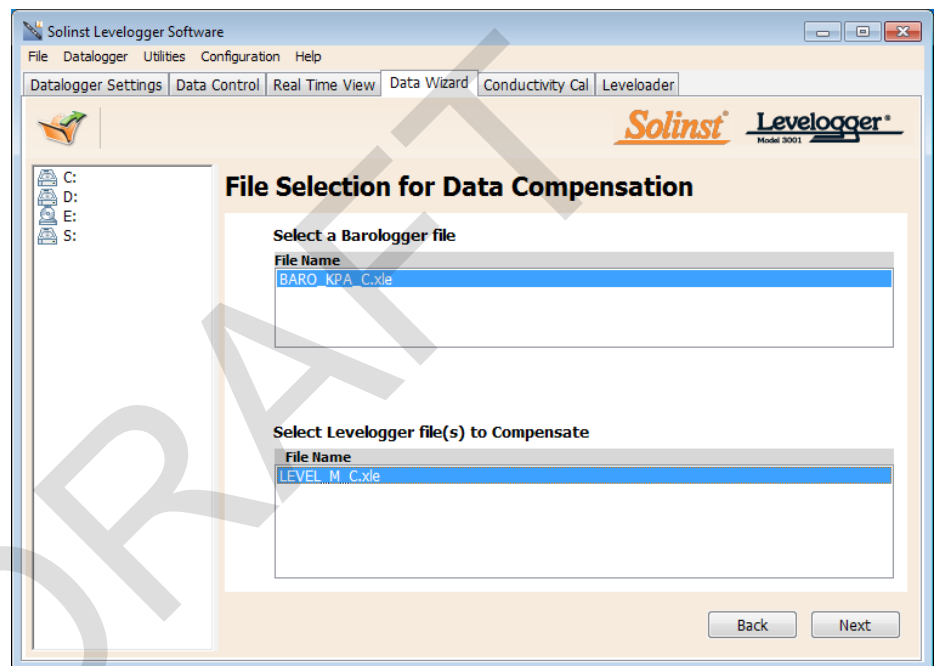 Solinst Levelogger Software
File Datalogger Utilities Configuration Help
Datalogger Settings Data Control Real Time View Data Wizard Conductivity Cal Leveloader
Solinst Levelogger®
Model 3001
C:
D:
E:
S:
File Selection for Data Compensation
Select a Barologger file
File Name
BARO_KPA_C.xle
Select Levelogger file(s) to Compensate
File Name
LEVEL_M_C.xle
Back Next
DRAFT